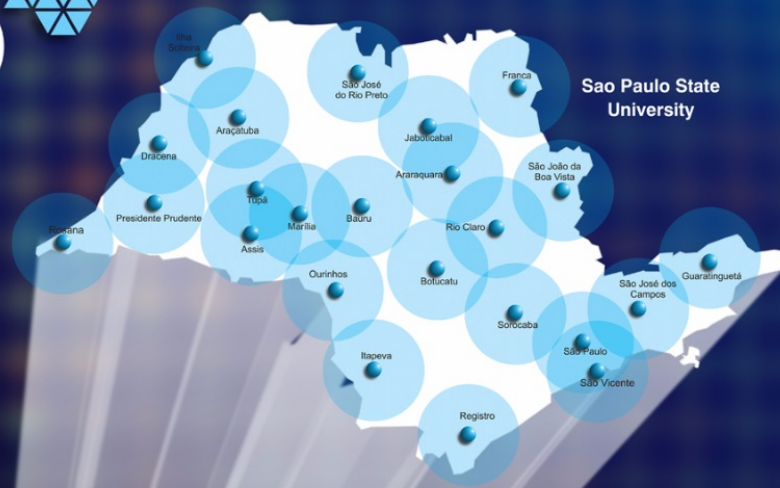 Ilha
Solteira
São José
do Rio Preto
Franca
Sao Paulo State
University
Araçatuba
Jaboticabal
Dracena
Araraquara
São João da
Boa Vista
Tupã
Presidente Prudente
Marília
Bauru
Rio Claro
Rosana
Assis
Ourinhos
Botucatu
Guaratinguetá
São José dos
Campos
Sorocaba
São Paulo
Itapeva
São Vicente
Registro